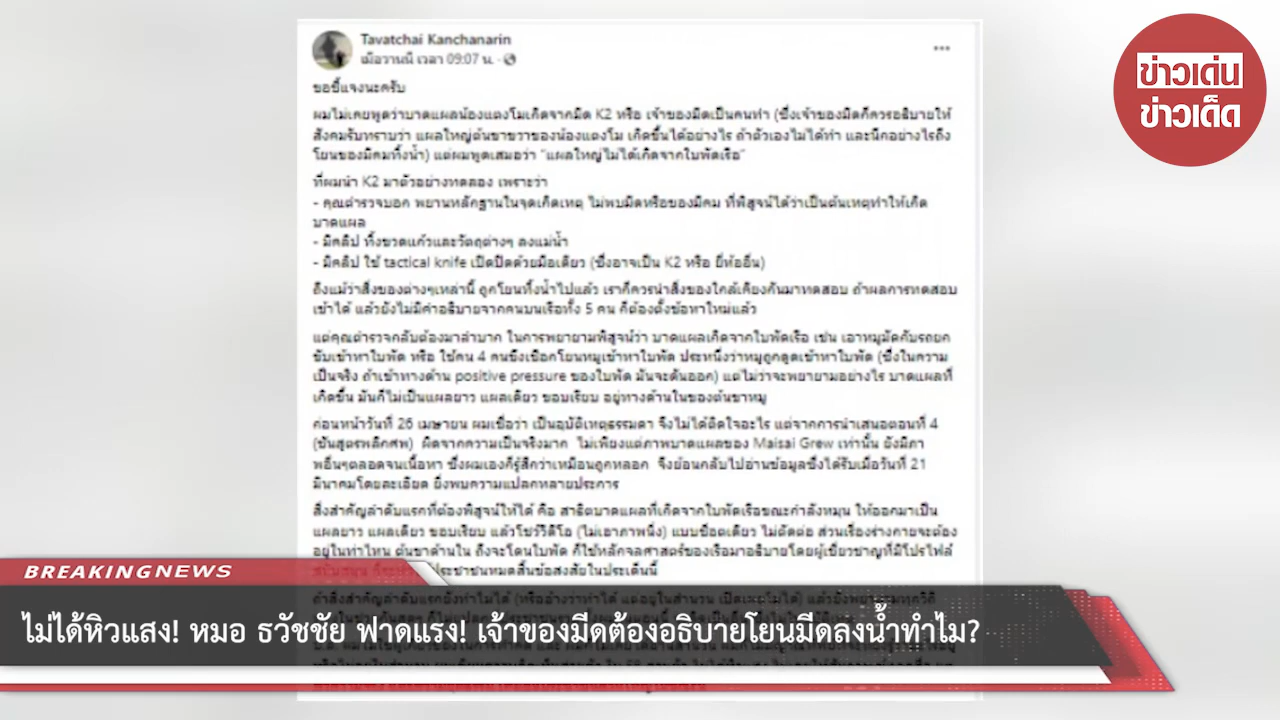 Tavatchai Kanchanarin
เมื่อวานนี้ เวลา 09:07 น.
ข่าวเด่น
ข่าวเด็ด
ขอชี้แจงนะครับ
ผมไม่เคยพูดว่าบาดแผลน้องแตงโมเกิดจากมีด K2 หรือ เจ้าของมีดเป็นคนทำ (ซึ่งเจ้าของมีดก็ควรอธิบายให้
สังคมรับทราบว่า แผลใหญ่ต้นขาขวาของน้องแตงโม เกิดขึ้นได้อย่างไร ถ้าตัวเองไม่ได้ทำ และนึกอย่างไรถึง
โยนของมีคมทิ้งน้ำ) แต่ผมพูดเสมอว่า "แผลใหญ่ไม่ได้เกิดจากใบพัดเรือ"
ที่ผมนำ K2 มาตัวอย่างทดลอง เพราะว่า
- คุณตำรวจบอก พยานหลักฐานในจุดเกิดเหตุ ไม่พบมีดหรือของมีคม ที่พิสูจน์ได้ว่าเป็นต้นเหตุทำให้เกิด
บาดแผล
- มีคลิป ทิ้งขวดแก้วและวัตถุต่างๆ ลงแม่น้ำ
- มีคลิป ใช้ tactical knife เปิดปิดด้วยมือเดียว (ซึ่งอาจเป็น K2 หรือ ยี่ห้ออื่น)
ถึงแม้ว่าสิ่งของต่างๆเหล่านี้ ถูกโยนทิ้งน้ำไปแล้ว เราก็ควรนำสิ่งของใกล้เคียงกันมาทดสอบ ถ้าผลการทดสอบ
เข้าได้ แล้วยังไม่มีคำอธิบายจากคนบนเรือทั้ง 5 คน ก็ต้องตั้งข้อหาใหม่แล้ว
แต่คุณตำรวจกลับต้องมาลำบาก ในการพยายามพิสูจน์ว่า บาดแผลเกิดจากใบพัดเรือ เช่น เอาหมูมัดกับรถยก
ขับเข้าหาใบพัด หรือ ใช้คน 4 คนขึงเชือกโยนหมูเข้าหาใบพัด ประหนึ่งว่าหมูถูกดูดเข้าหาใบพัด (ซึ่งในความ
เป็นจริง ถ้าเข้าทางด้าน positive pressure ของใบพัด มันจะดันออก) แต่ไม่ว่าจะพยายามอย่างไร บาดแผลที่
เกิดขึ้น มันก็ไม่เป็นแผลยาว แผลเดียว ขอบเรียบ อยู่ทางด้านในของต้นขาหมู
ก่อนหน้าวันที่ 26 เมษายน ผมเชื่อว่า เป็นอุบัติเหตุธรรมดา จึงไม่ได้ติดใจอะไร แต่จากการนำเสนอตอนที่ 4
(ชันสูตรพลิกศพ) ผิดจากความเป็นจริงมาก ไม่เพียงแต่ภาพบาดแผลของ Maisai Grew เท่านั้น ยังมีภา
พอื่นๆตลอดจนเนื้อหา ซึ่งผมเองก็รู้สึกว่าเหมือนถูกหลอก จึงย้อนกลับไปอ่านข้อมูลซึ่งได้รับเมื่อวันที่ 21
มีนาคมโดยละเอียด ยิ่งพบความแปลกหลายประการ
สิ่งสำคัญลำดับแรกที่ต้องพิสูจน์ให้ได้ คือ สาธิตบาดแผลที่เกิดจากใบพัดเรือขณะกำลังหมุน ให้ออกมาเป็น
แผลยาว แผลเดียว ขอบเรียบ แล้วโชว์วีดีโอ (ไม่เอาภาพนิ่ง) แบบช็อตเดียว ไม่ตัดต่อ ส่วนเรื่องร่างกายจะต้อง
อยู่ในท่าไหน ต้นขาด้านใน ถึงจะโดนใบพัด ก็ใช้หลักจลศาสตร์ของเรือมาอธิบายโดยผู้เชี่ยวชาญที่มีโปรไฟล์
ประชาชนหมดสิ้นข้อสงสัยในประเด็นนี้
BREAKING NEWS
ไม่ได้หิวแสง! หมอ ธวัชชัย ฟาดแรง! เจ้าของมีดต้องอธิบายโยนมีดลงน้ำทำไม?